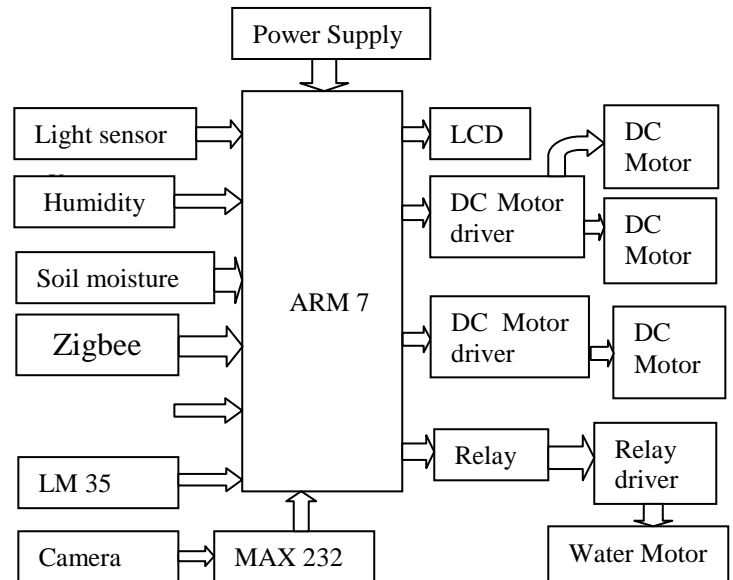 Power Supply
Light sensor
LCD
DC
Motor
Humidity
DC Motor
driver
DC
Motor
Soil moisture
ARM 7
Zigbee
DC Motor
driver
DC
Motor
LM 35
Relay
Relay
driver
Camera
MAX 232
Water Motor